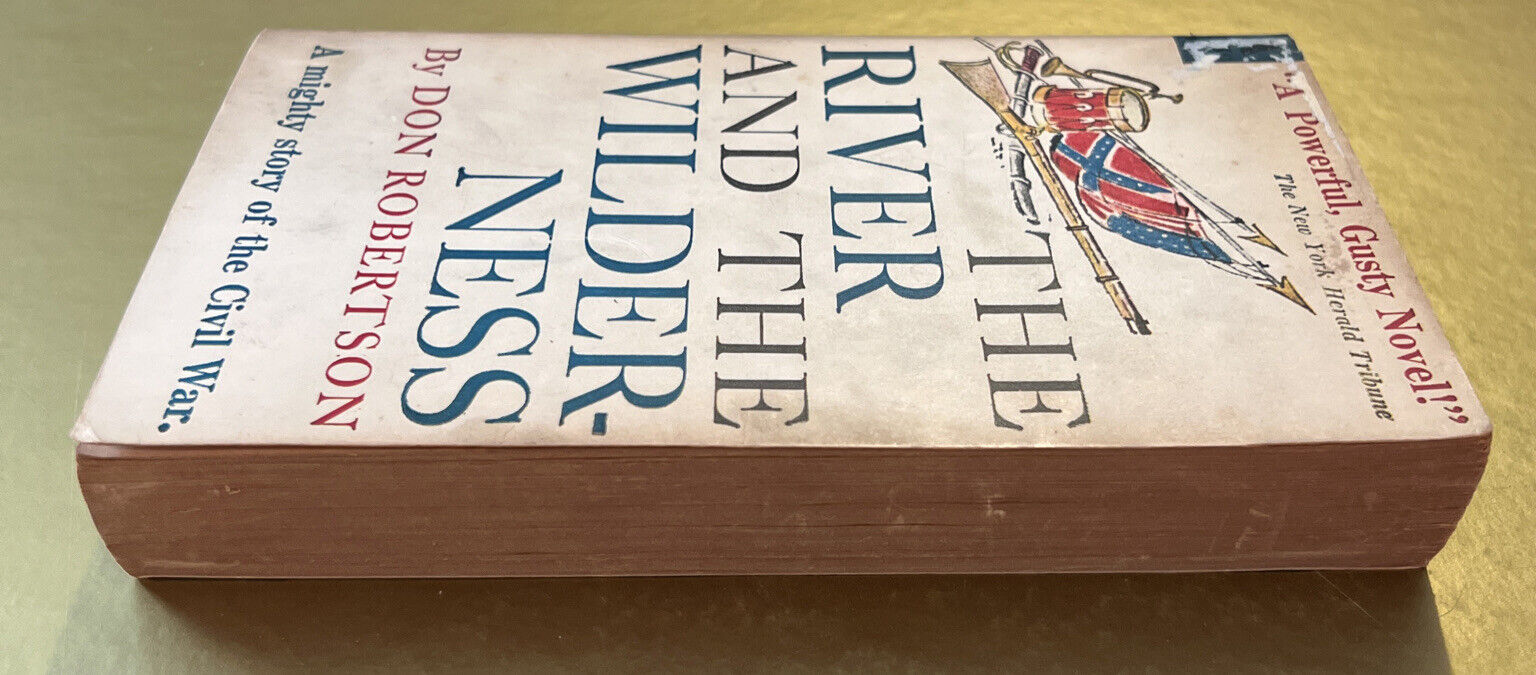 "A Powerful, Gusty Novel!"
The New York Herald Tribune
THE
RIVER
AND THE
WILDER-
NESS
By DON ROBERTSON
A mighty story of the Civil War.